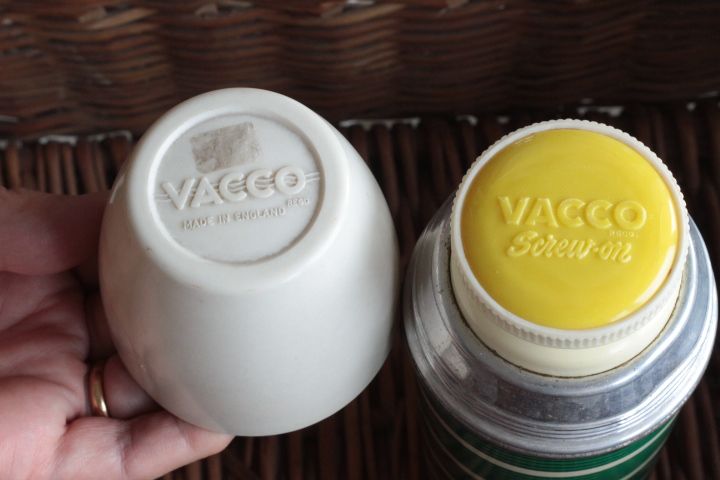 VACCO
REGD.
MADE IN ENGLAND
VACCO
REGD.
Screw-on